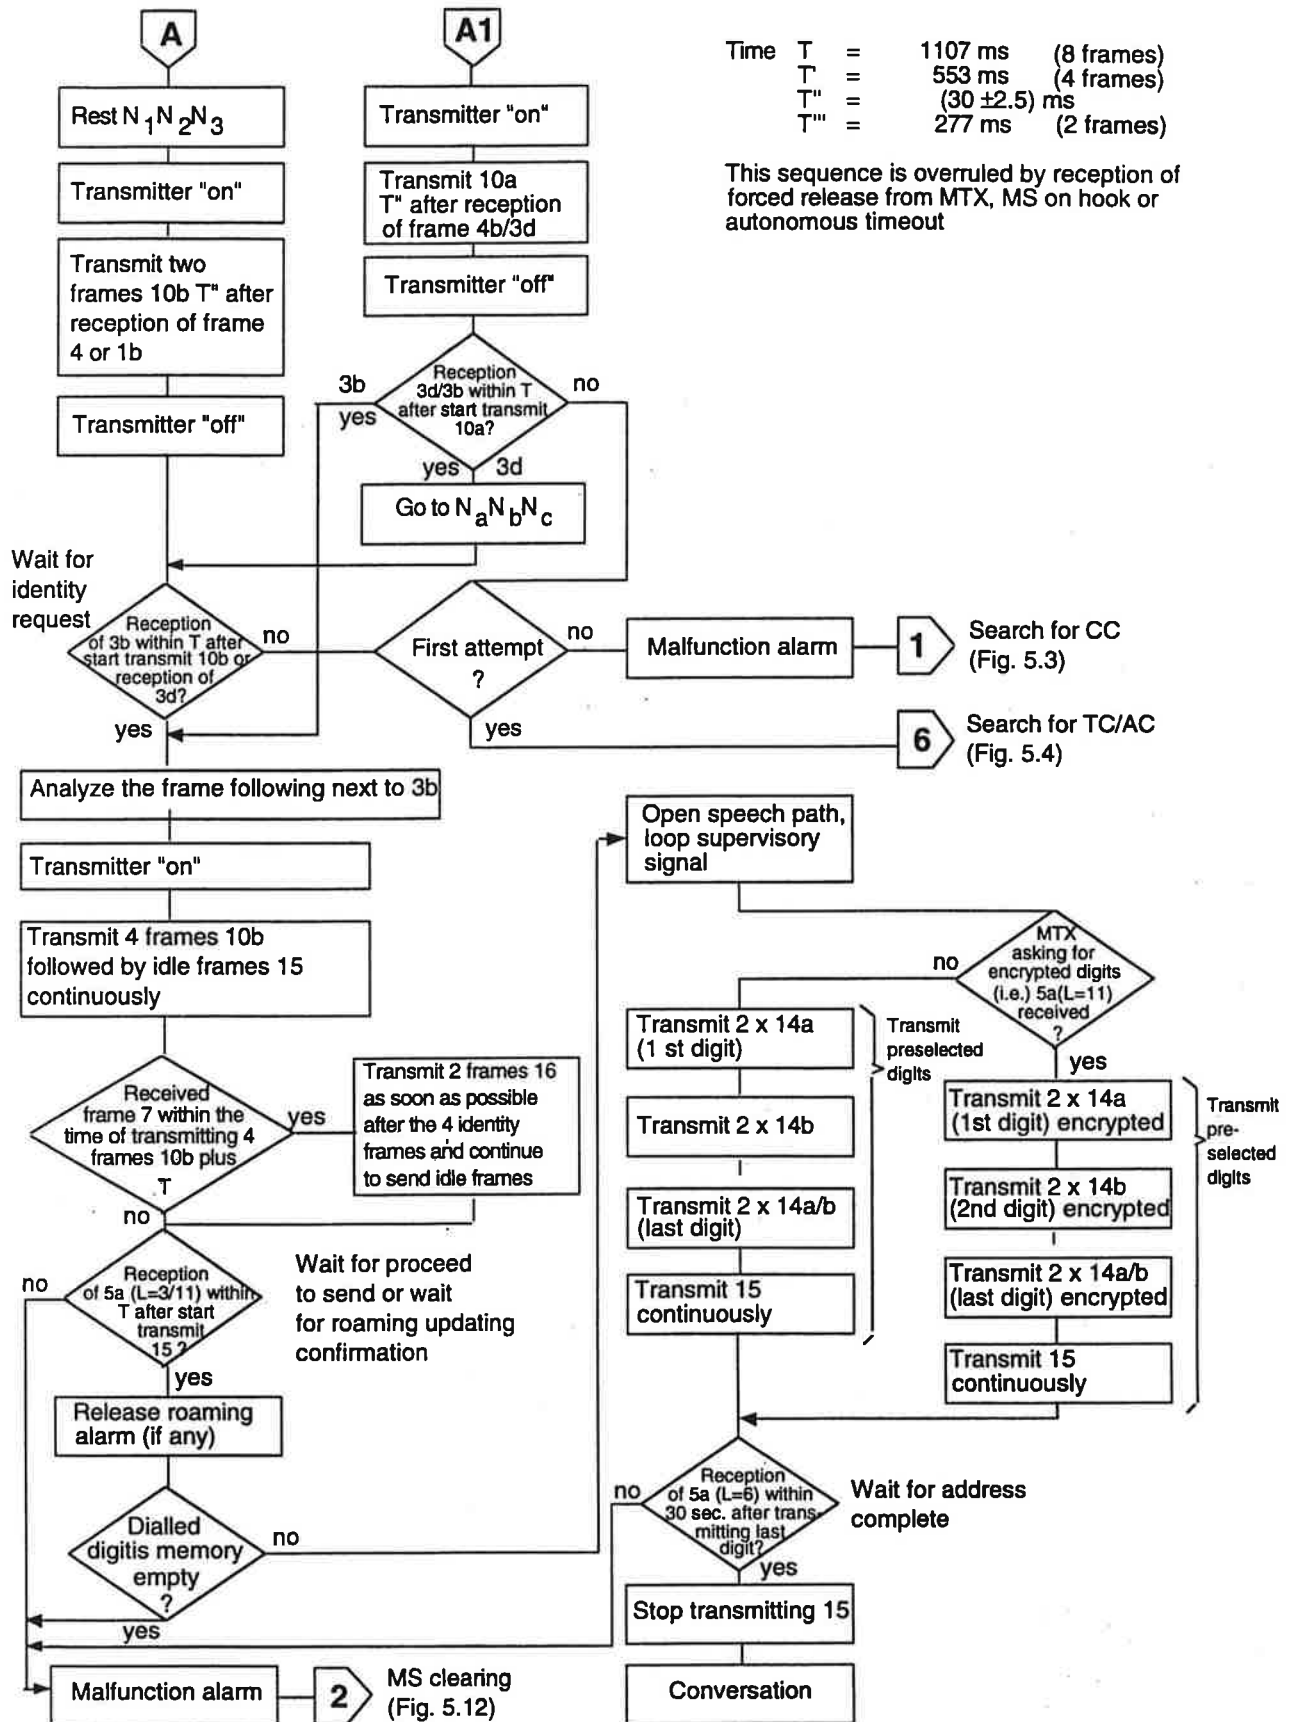 A
A1
Time T = 1107 ms (8 frames)
T' = 553 ms (4 frames)
T" = (30 ±2.5) ms
T"' = 277 ms (2 frames)
This sequence is overruled by reception of
forced release from MTX, MS on hook or
autonomous timeout
Rest N1N2N3
Transmitter "on"
Transmit two
frames 10b T" after
reception of frame
4 or 1b
Transmitter "off"
Transmitter "on"
Transmit 10a
T" after reception
of frame 4b/3d
Transmitter "off"
Reception
3d/3b within T
after start transmit
10a?
3b
yes
no
yes 3d
Go to NaNbNc
Wait for
identity
request
Reception
of 3b within T after
start transmit 10b or
reception of
3d?
no
yes
First attempt
?
no
yes
Malfunction alarm
1
Search for CC
(Fig. 5.3)
6
Search for TC/AC
(Fig. 5.4)
Analyze the frame following next to 3b
Transmitter "on"
Transmit 4 frames 10b
followed by idle frames 15
continuously
Received
frame 7 within the
time of transmitting 4
frames 10b plus
T
yes
no
Transmit 2 frames 16
as soon as possible
after the 4 identity
frames and continue
to send idle frames
Reception
of 5a (L=3/11) within
T after start
transmit
15 ?
no
yes
Wait for proceed
to send or wait
for roaming updating
confirmation
Release roaming
alarm (if any)
Dialled
digitis memory
empty
?
no
yes
Malfunction alarm
2
MS clearing
(Fig. 5.12)
Open speech path,
loop supervisory
signal
MTX
asking for
encrypted digits
(i.e.) 5a(L=11)
received
?
no
yes
Transmit 2 x 14a
(1 st digit)
Transmit 2 x 14b
Transmit 2 x 14a/b
(last digit)
Transmit 15
continuously
Transmit
preselected
digits
Transmit 2 x 14a
(1st digit) encrypted
Transmit 2 x 14b
(2nd digit) encrypted
Transmit 2 x 14a/b
(last digit) encrypted
Transmit 15
continuously
Transmit
pre-
selected
digits
Reception
of 5a (L=6) within
30 sec. after trans-
mitting last
digit?
no
yes
Wait for address
complete
Stop transmitting 15
Conversation